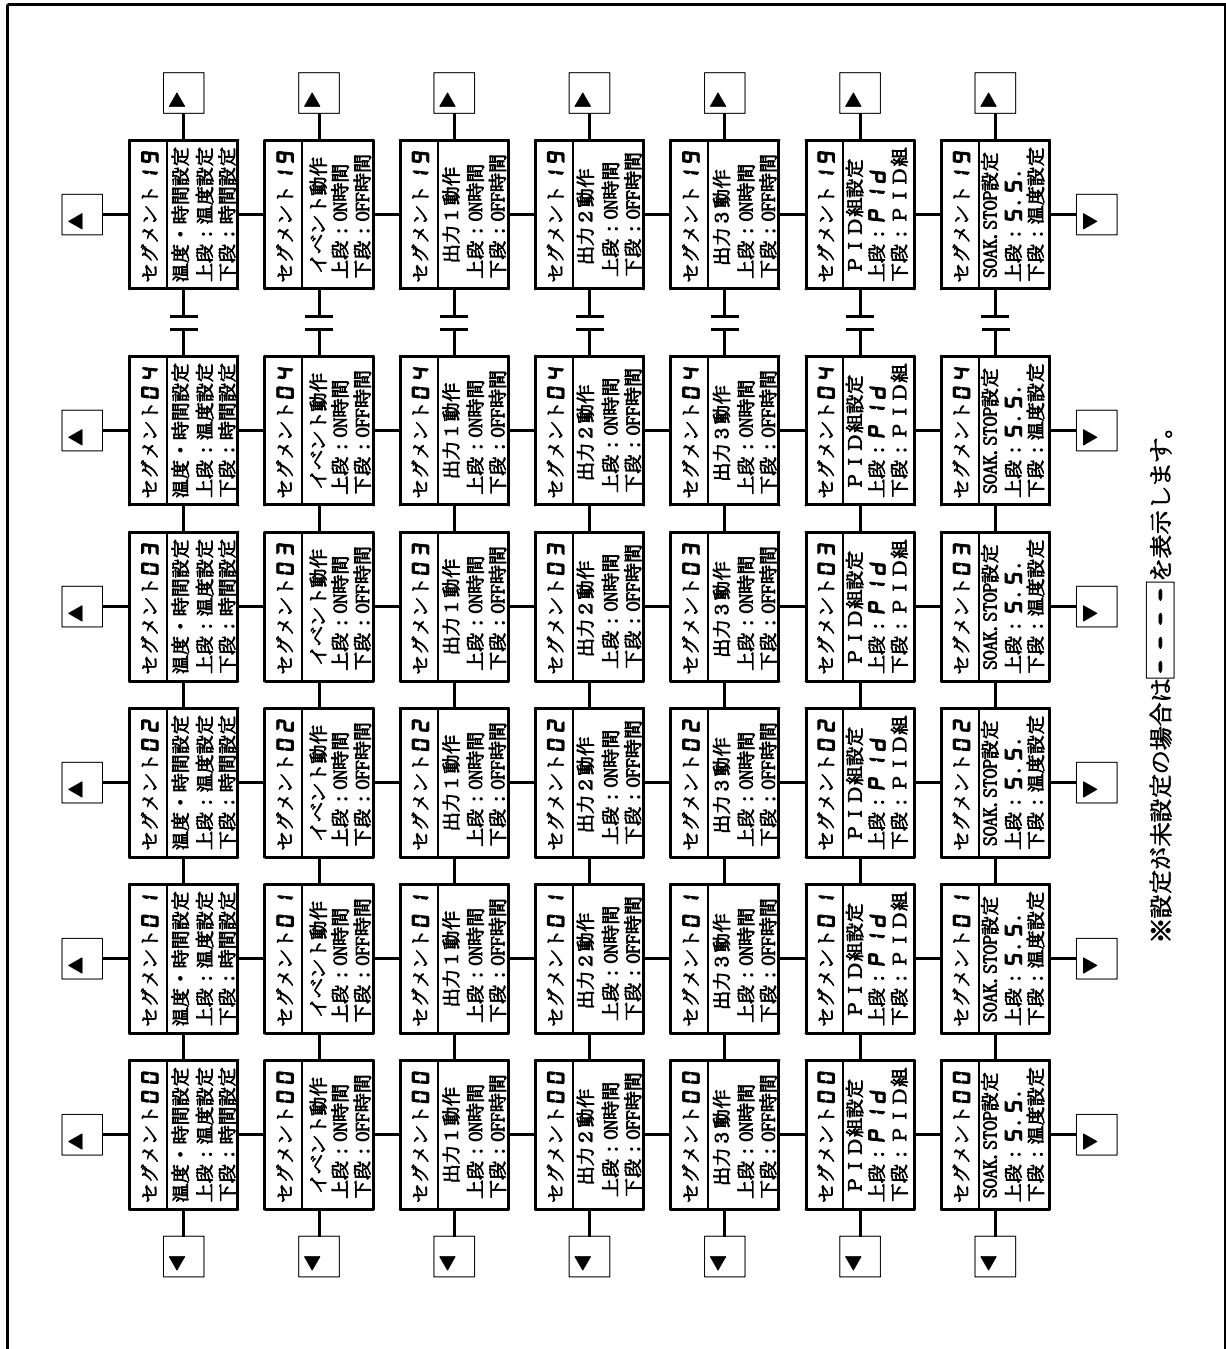 セグメント00
温度・時間設定
上段：温度設定
下段：時間設定
セグメント01
温度・時間設定
上段：温度設定
下段：時間設定
セグメント02
温度・時間設定
上段：温度設定
下段：時間設定
セグメント03
温度・時間設定
上段：温度設定
下段：時間設定
セグメント04
温度・時間設定
上段：温度設定
下段：時間設定
セグメント19
温度・時間設定
上段：温度設定
下段：時間設定
セグメント00
イベント動作
上段：ON時間
下段：OFF時間
セグメント01
イベント動作
上段：ON時間
下段：OFF時間
セグメント02
イベント動作
上段：ON時間
下段：OFF時間
セグメント03
イベント動作
上段：ON時間
下段：OFF時間
セグメント04
イベント動作
上段：ON時間
下段：OFF時間
セグメント19
イベント動作
上段：ON時間
下段：OFF時間
セグメント00
出力１動作
上段：ON時間
下段：OFF時間
セグメント01
出力１動作
上段：ON時間
下段：OFF時間
セグメント02
出力１動作
上段：ON時間
下段：OFF時間
セグメント03
出力１動作
上段：ON時間
下段：OFF時間
セグメント04
出力１動作
上段：ON時間
下段：OFF時間
セグメント19
出力１動作
上段：ON時間
下段：OFF時間
セグメント00
出力２動作
上段：ON時間
下段：OFF時間
セグメント01
出力２動作
上段：ON時間
下段：OFF時間
セグメント02
出力２動作
上段：ON時間
下段：OFF時間
セグメント03
出力２動作
上段：ON時間
下段：OFF時間
セグメント04
出力２動作
上段：ON時間
下段：OFF時間
セグメント19
出力２動作
上段：ON時間
下段：OFF時間
セグメント00
出力３動作
上段：ON時間
下段：OFF時間
セグメント01
出力３動作
上段：ON時間
下段：OFF時間
セグメント02
出力３動作
上段：ON時間
下段：OFF時間
セグメント03
出力３動作
上段：ON時間
下段：OFF時間
セグメント04
出力３動作
上段：ON時間
下段：OFF時間
セグメント19
出力３動作
上段：ON時間
下段：OFF時間
セグメント00
ＰＩＤ組設定
上段：PId
下段：ＰＩＤ組
セグメント01
ＰＩＤ組設定
上段：PId
下段：ＰＩＤ組
セグメント02
ＰＩＤ組設定
上段：PId
下段：ＰＩＤ組
セグメント03
ＰＩＤ組設定
上段：PId
下段：ＰＩＤ組
セグメント04
ＰＩＤ組設定
上段：PId
下段：ＰＩＤ組
セグメント19
ＰＩＤ組設定
上段：PId
下段：ＰＩＤ組
セグメント00
SOAK.STOP設定
上段：S.S.
下段：温度設定
セグメント01
SOAK.STOP設定
上段：S.S.
下段：温度設定
セグメント02
SOAK.STOP設定
上段：S.S.
下段：温度設定
セグメント03
SOAK.STOP設定
上段：S.S.
下段：温度設定
セグメント04
SOAK.STOP設定
上段：S.S.
下段：温度設定
セグメント19
SOAK.STOP設定
上段：S.S.
下段：温度設定
※設定が未設定の場合は----を表示します。